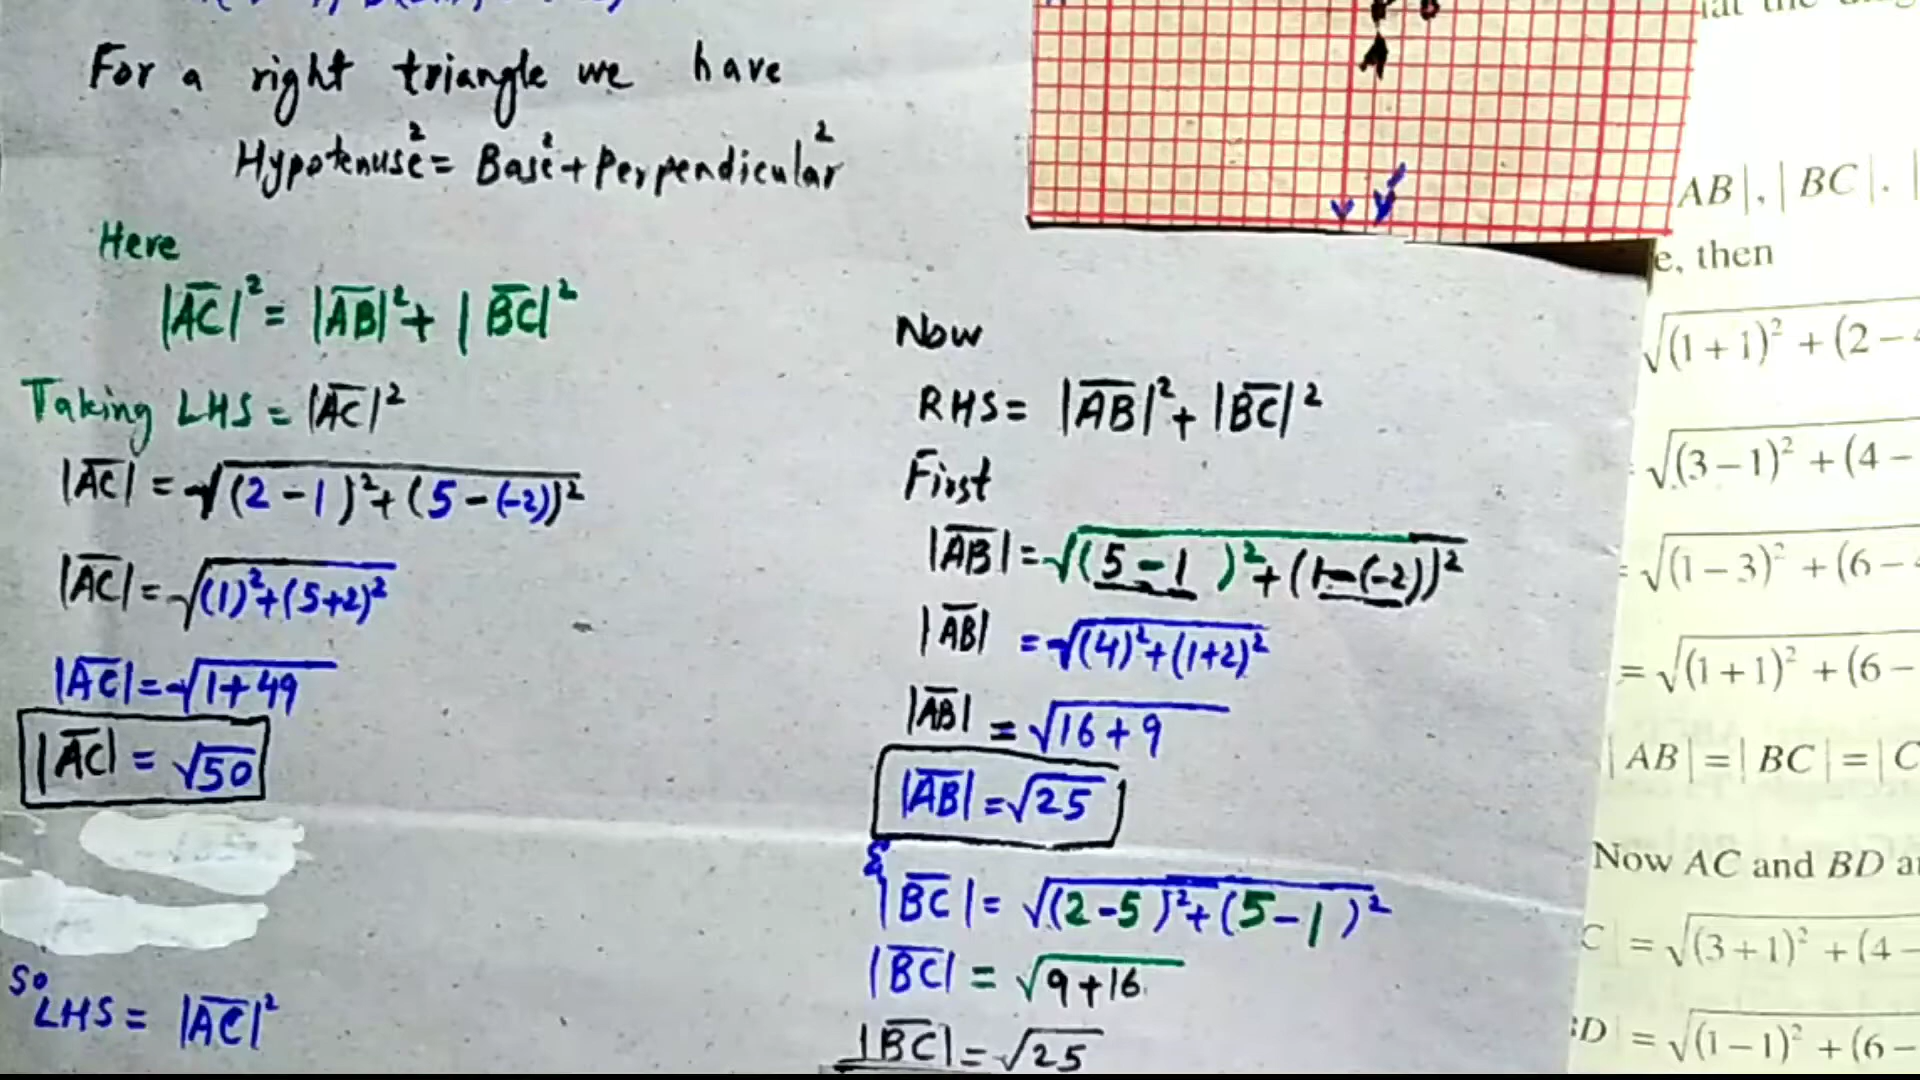 For a right triangle we have
Hypotenuse² = Base² + Perpendicular²
Here
|AC|² = |AB|² + |BC|²
Taking LHS = |AC|²
|AC| = √(2 - 1)² + (5 - (-2))²
|AC| = √(1)² + (5+2)²
|AC| = √1 + 49
|AC| = √50
So LHS = |AC|²
A
Now
RHS = |AB|² + |BC|²
First
|AB| = √(5 - 1)² + (1 - (-2))²
|AB| = √(4)² + (1+2)²
|AB| = √16 + 9
|AB| = √25
|BC| = √(2 - 5)² + (5 - 1)²
|BC| = √9 + 16
|BC| = √25
AB|, |BC|, |
e, then
√(1 + 1)² + (2 -
√(3 - 1)² + (4 -
= √(1 - 3)² + (6 -
= √(1 + 1)² + (6 -
|AB| = |BC| = |C
Now AC and BD a
C| = √(3 + 1)² + (4 -
BD| = √(1 - 1)² + (6 -